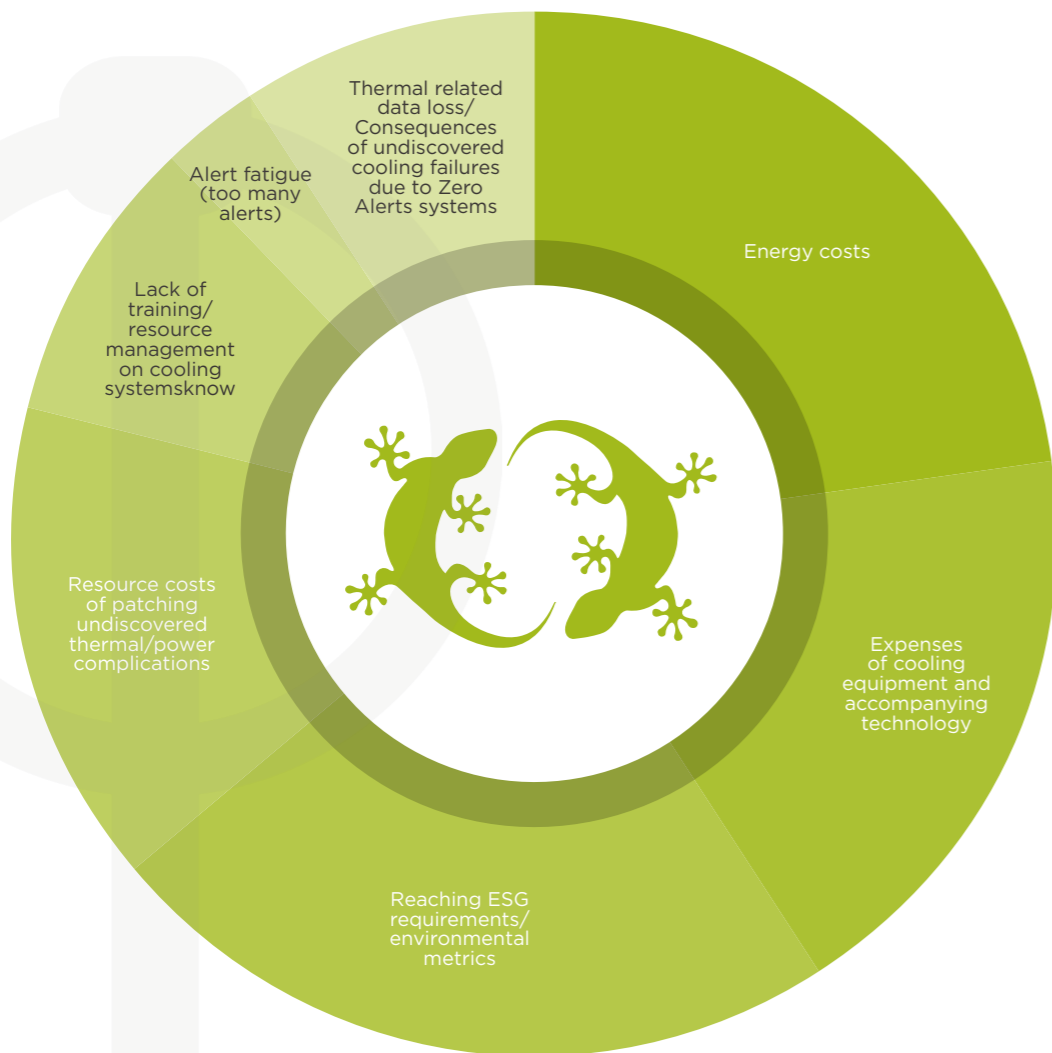 Thermal related
data loss/
Consequences
of undiscovered
cooling failures
due to Zero
Alerts systems
Energy costs
Alert fatigue
(too many
alerts)
Lack of
training/
resource
management
on cooling
systemsknow
Resource costs
of patching
undiscovered
thermal/power
complications
Expenses
of cooling
equipment and
accompanying
technology
Reaching ESG
requirements/
environmental
metrics